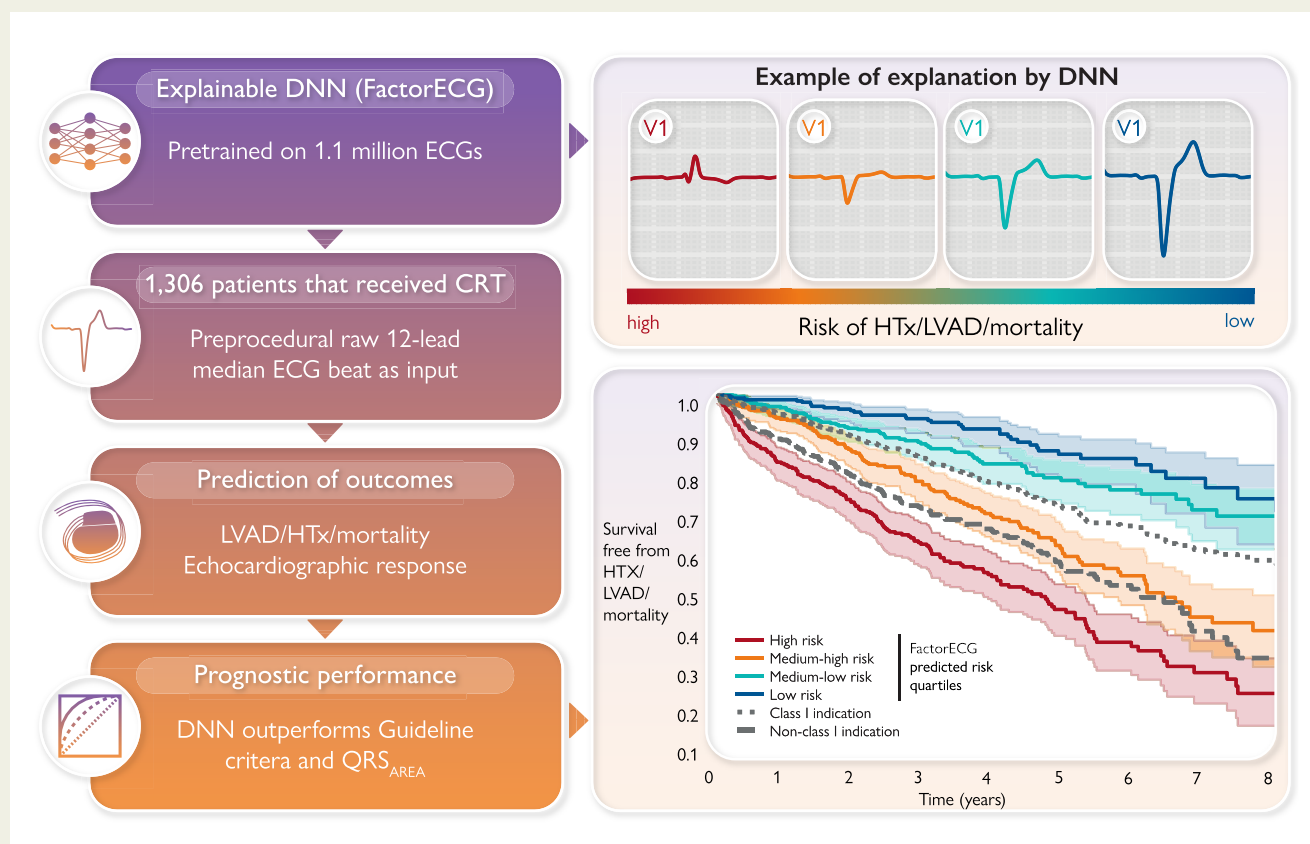 Explainable DNN (FactorECG)
Pretrained on 1.1 million ECGs
1,306 patients that received CRT
Preprocedural raw 12-lead
median ECG beat as input
Prediction of outcomes
LVAD/HTx/mortality
Echocardiographic response
Prognostic performance
DNN outperforms Guideline
critera and QRSAREA
Example of explanation by DNN
V1
V1
V1
V1
high
Risk of HTx/LVAD/mortality
low
Survival
free from
HTX/
LVAD/
mortality
1.0
0.9
0.8
0.7
0.6
0.5
0.4
0.3
0.2
0.1
High risk
Medium-high risk
Medium-low risk
Low risk
Class I indication
Non-class I indication
FactorECG
predicted risk
quartiles
0 1 2 3 4 5 6 7 8
Time (years)